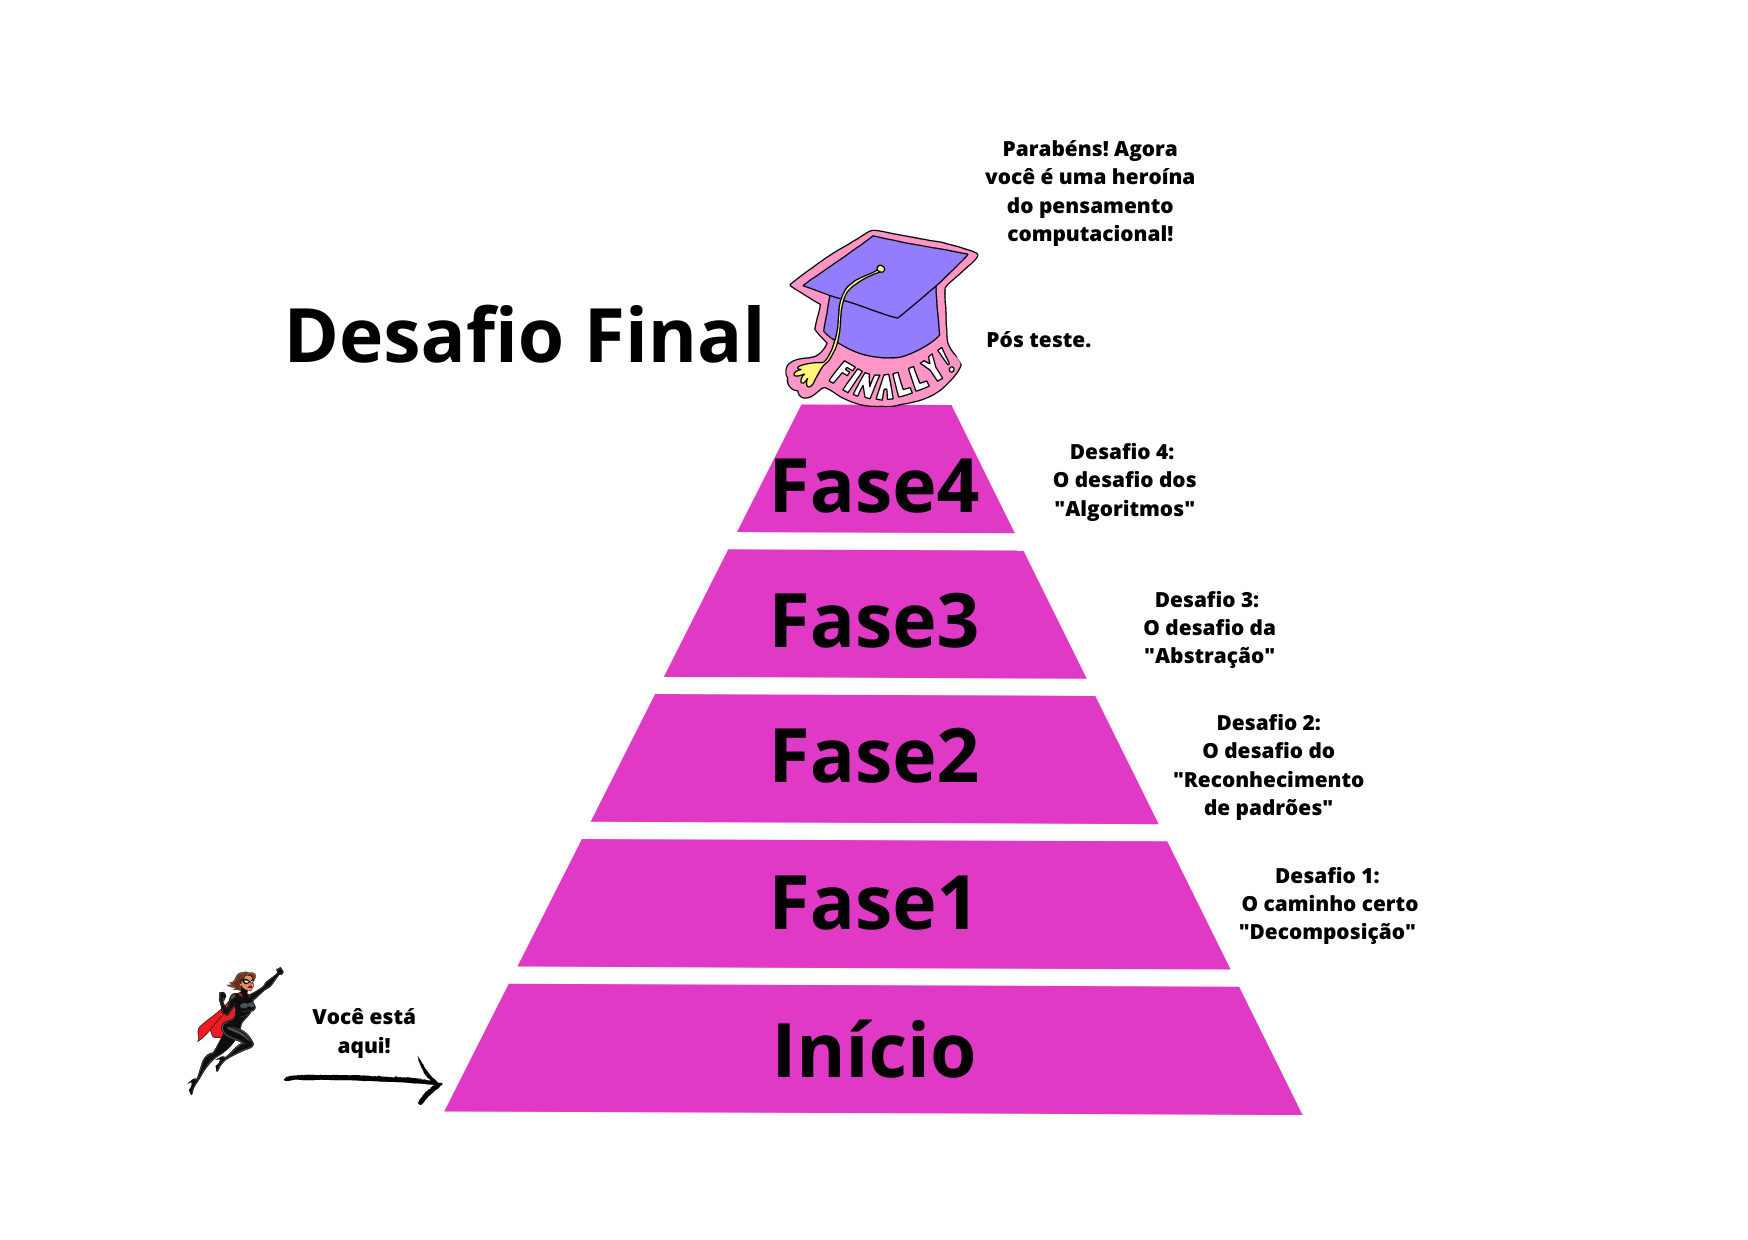 Parabéns! Agora
você é uma heroína
do pensamento
computacional!
Desafio Final
FINALLY!
Pós teste.
Fase4
Desafio 4:
O desafio dos
"Algoritmos"
Fase3
Desafio 3:
O desafio da
"Abstração"
Fase2
Desafio 2:
O desafio do
"Reconhecimento
de padrões"
Fase1
Desafio 1:
O caminho certo
"Decomposição"
Você está
aqui!
Início